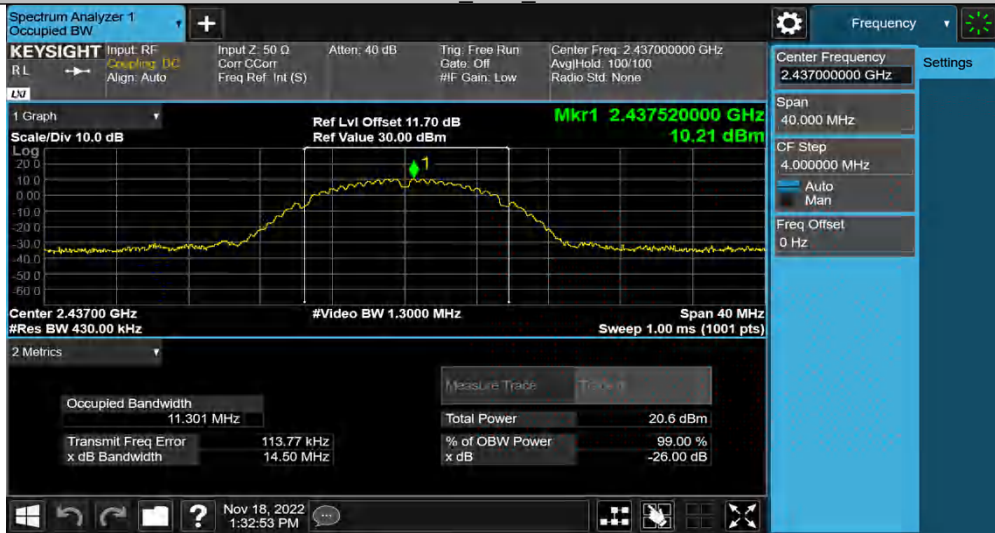 Spectrum Analyzer 1
Occupied BW
+
Frequency
KEYSIGHT
Input: RF
Input Z: 50 Ω
Atten: 40 dB
Trig: Free Run
Center Freq: 2.437000000 GHz
RL
Coupling: DC
Corr CCorr
Gate: Off
Avg|Hold: 100/100
Align: Auto
Freq Ref: Int (S)
#IF Gain: Low
Radio Std: None
LXI
Center Frequency
2.437000000 GHz
Settings
Span
40.000 MHz
CF Step
4.000000 MHz
Auto
Man
Freq Offset
0 Hz
1 Graph
Ref Lvl Offset 11.70 dB
Mkr1 2.437520000 GHz
Scale/Div 10.0 dB
Ref Value 30.00 dBm
10.21 dBm
Log
20.0
10.0
0.00
-10.0
-20.0
-30.0
-40.0
-50.0
-60.0
1
Center 2.43700 GHz
#Video BW 1.3000 MHz
Span 40 MHz
#Res BW 430.00 kHz
Sweep 1.00 ms (1001 pts)
2 Metrics
Measure Trace
Occupied Bandwidth
11.301 MHz
Total Power
20.6 dBm
Transmit Freq Error
113.77 kHz
% of OBW Power
99.00 %
x dB Bandwidth
14.50 MHz
x dB
-26.00 dB
?
Nov 18, 2022
1:32:53 PM